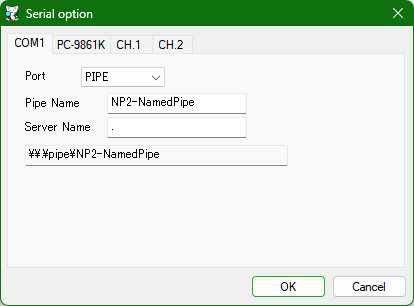 Serial option
COM1 PC-9861K CH.1 CH.2
Port PIPE
Pipe Name NP2-NamedPipe
Server Name .
¥¥.¥pipe¥NP2-NamedPipe
OK Cancel